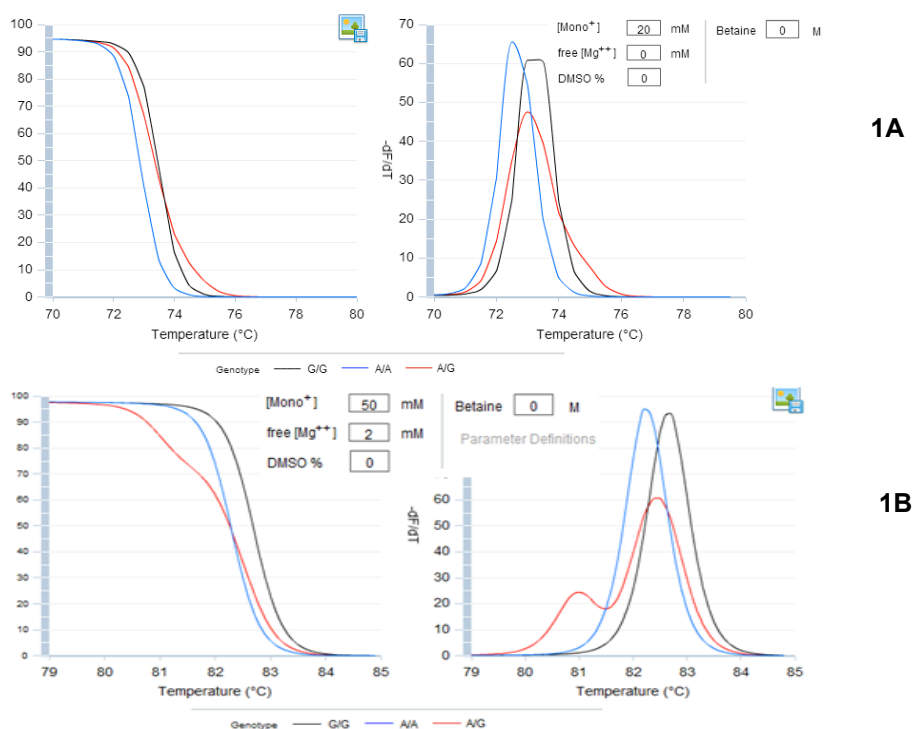 100
90
80
70
60
50
40
30
20
10
0
70 72 74 76 78 80
Temperature (°C)
70
60
50
40
30
20
10
0
-dF/dT
[Mono+] 20 mM
free [Mg++] 0 mM
DMSO % 0
Betaine 0 M
70 72 74 76 78 80
Temperature (°C)
1A
Genotype G/G A/A A/G
100
90
80
70
60
50
40
30
20
10
0
79 80 81 82 83 84 85
Temperature (°C)
[Mono+] 50 mM
free [Mg++] 2 mM
DMSO % 0
Betaine 0 M
Parameter Definitions
60
50
40
30
20
10
0
-dF/dT
79 80 81 82 83 84 85
Temperature (°C)
1B
Genotype G/G A/A A/G